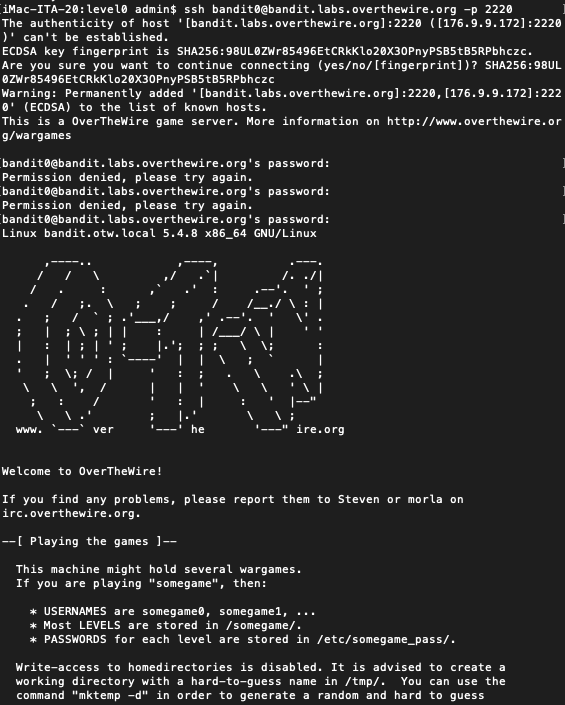 iMac-ITA-20:level0 admin$ ssh bandit0@bandit.labs.overthewire.org -p 2220
The authenticity of host '[bandit.labs.overthewire.org]:2220 ([176.9.9.172]:2220
)' can't be established.
ECDSA key fingerprint is SHA256:98UL0ZWr85496EtCRkKlo20X3OPnyPSB5tB5RPbhczc.
Are you sure you want to continue connecting (yes/no/[fingerprint])? SHA256:98UL
0ZWr85496EtCRkKlo20X3OPnyPSB5tB5RPbhczc
Warning: Permanently added '[bandit.labs.overthewire.org]:2220,[176.9.9.172]:222
0' (ECDSA) to the list of known hosts.
This is a OverTheWire game server. More information on http://www.overthewire.or
g/wargames
[bandit0@bandit.labs.overthewire.org's password:
Permission denied, please try again.
[bandit0@bandit.labs.overthewire.org's password:
Permission denied, please try again.
[bandit0@bandit.labs.overthewire.org's password:
Linux bandit.otw.local 5.4.8 x86_64 GNU/Linux
www. ver he ire.org
Welcome to OverTheWire!
If you find any problems, please report them to Steven or morla on
irc.overthewire.org.
--[ Playing the games ]--
This machine might hold several wargames.
If you are playing "somegame", then:
* USERNAMES are somegame0, somegame1, ...
* Most LEVELS are stored in /somegame/.
* PASSWORDS for each level are stored in /etc/somegame_pass/.
Write-access to homedirectories is disabled. It is advised to create a
working directory with a hard-to-guess name in /tmp/.  You can use the
command "mktemp -d" in order to generate a random and hard to guess